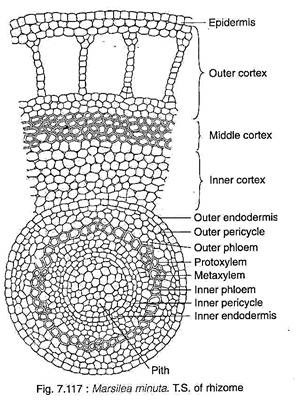 Epidermis
Outer cortex
Middle cortex
Inner cortex
Outer endodermis
Outer pericycle
Outer phloem
Protoxylem
Metaxylem
Inner phloem
Inner pericycle
Inner endodermis
Pith
Fig. 7.117 : Marsilea minuta. T.S. of rhizome